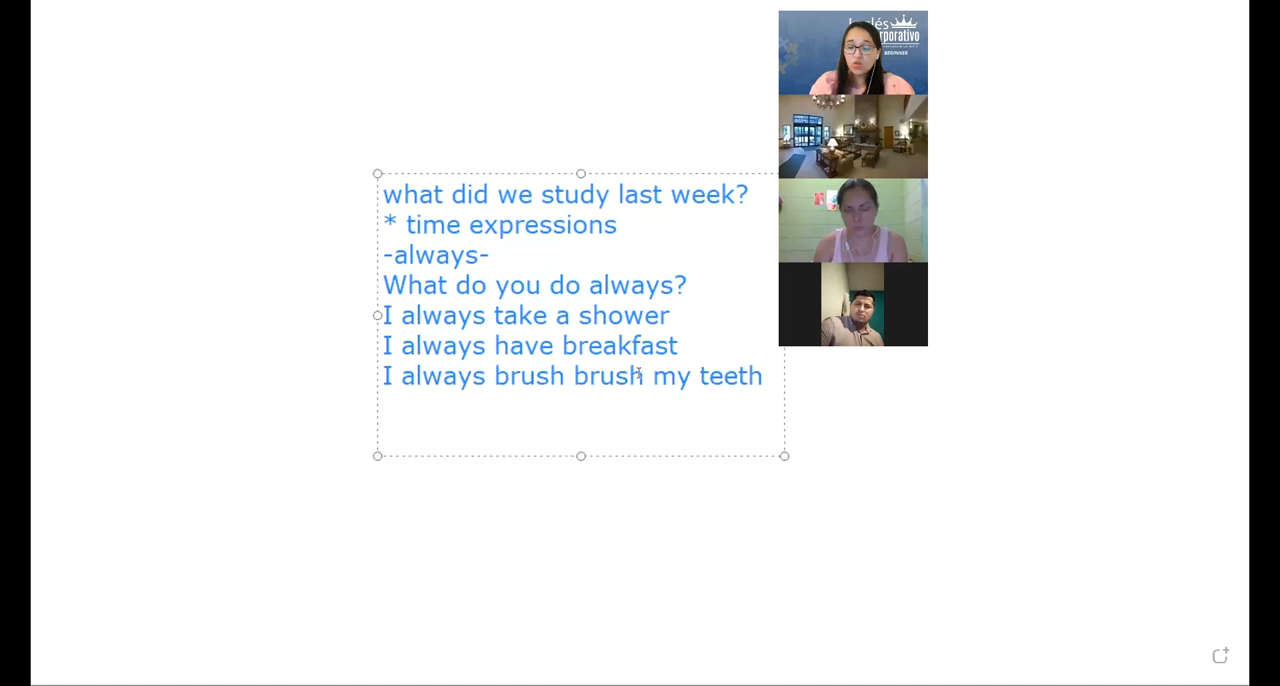 what did we study last week?
* time expressions
-always-
What do you do always?
I always take a shower
I always have breakfast
I always brush brush my teeth
BEGINNER